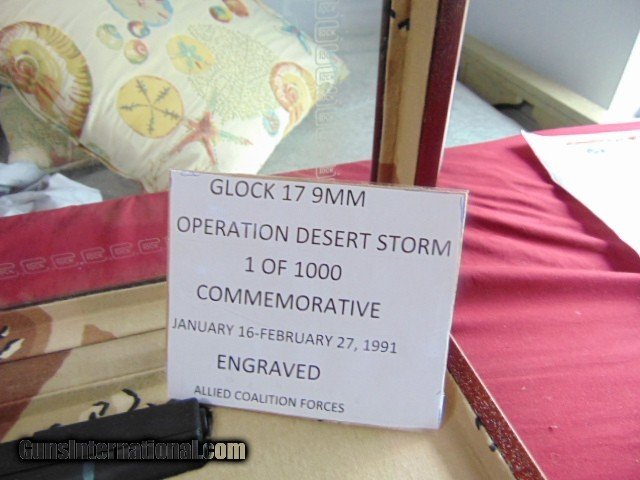 GLOCK 17 9MM
OPERATION DESERT STORM
1 OF 1000
COMMEMORATIVE
JANUARY 16-FEBRUARY 27, 1991
ENGRAVED
ALLIED COALITION FORCES
GunsInternational.com